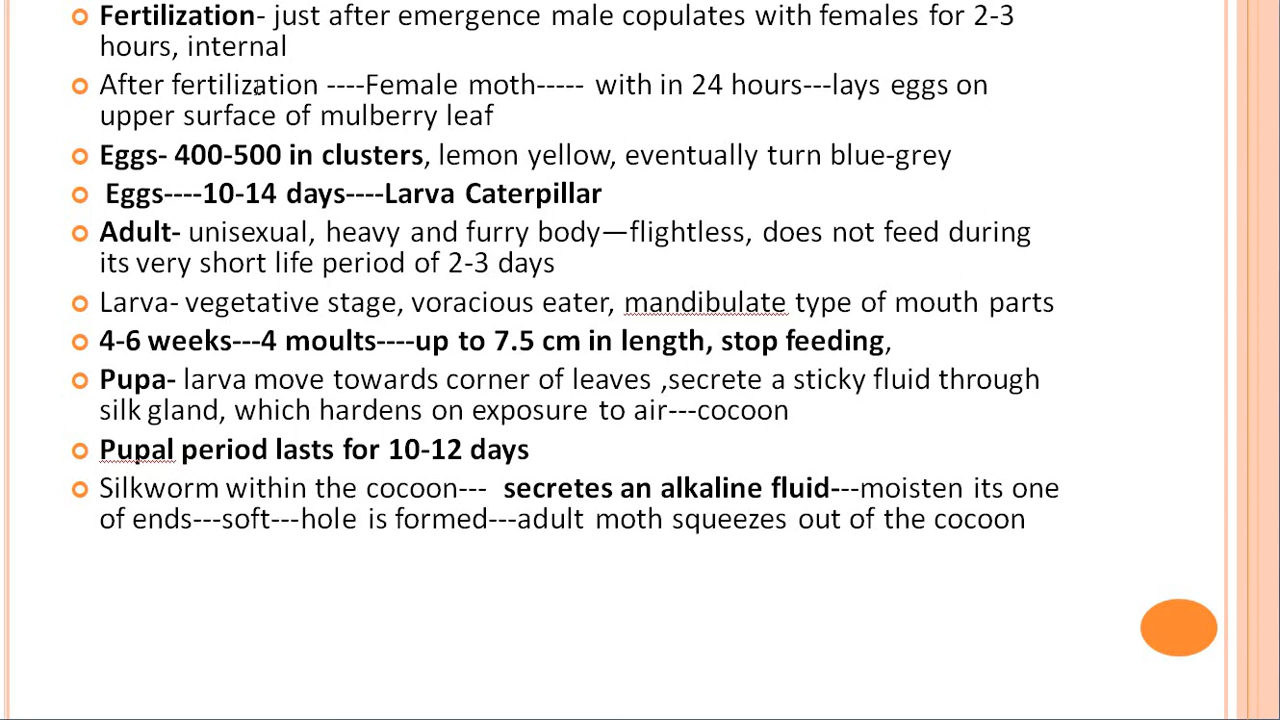 Fertilization- just after emergence male copulates with females for 2-3
hours, internal
After fertilization ----Female moth----- with in 24 hours---lays eggs on
upper surface of mulberry leaf
Eggs- 400-500 in clusters, lemon yellow, eventually turn blue-grey
Eggs----10-14 days----Larva Caterpillar
Adult- unisexual, heavy and furry body—flightless, does not feed during
its very short life period of 2-3 days
Larva- vegetative stage, voracious eater, mandibulate type of mouth parts
4-6 weeks---4 moults----up to 7.5 cm in length, stop feeding,
Pupa- larva move towards corner of leaves ,secrete a sticky fluid through
silk gland, which hardens on exposure to air---cocoon
Pupal period lasts for 10-12 days
Silkworm within the cocoon--- secretes an alkaline fluid---moisten its one
of ends---soft---hole is formed---adult moth squeezes out of the cocoon